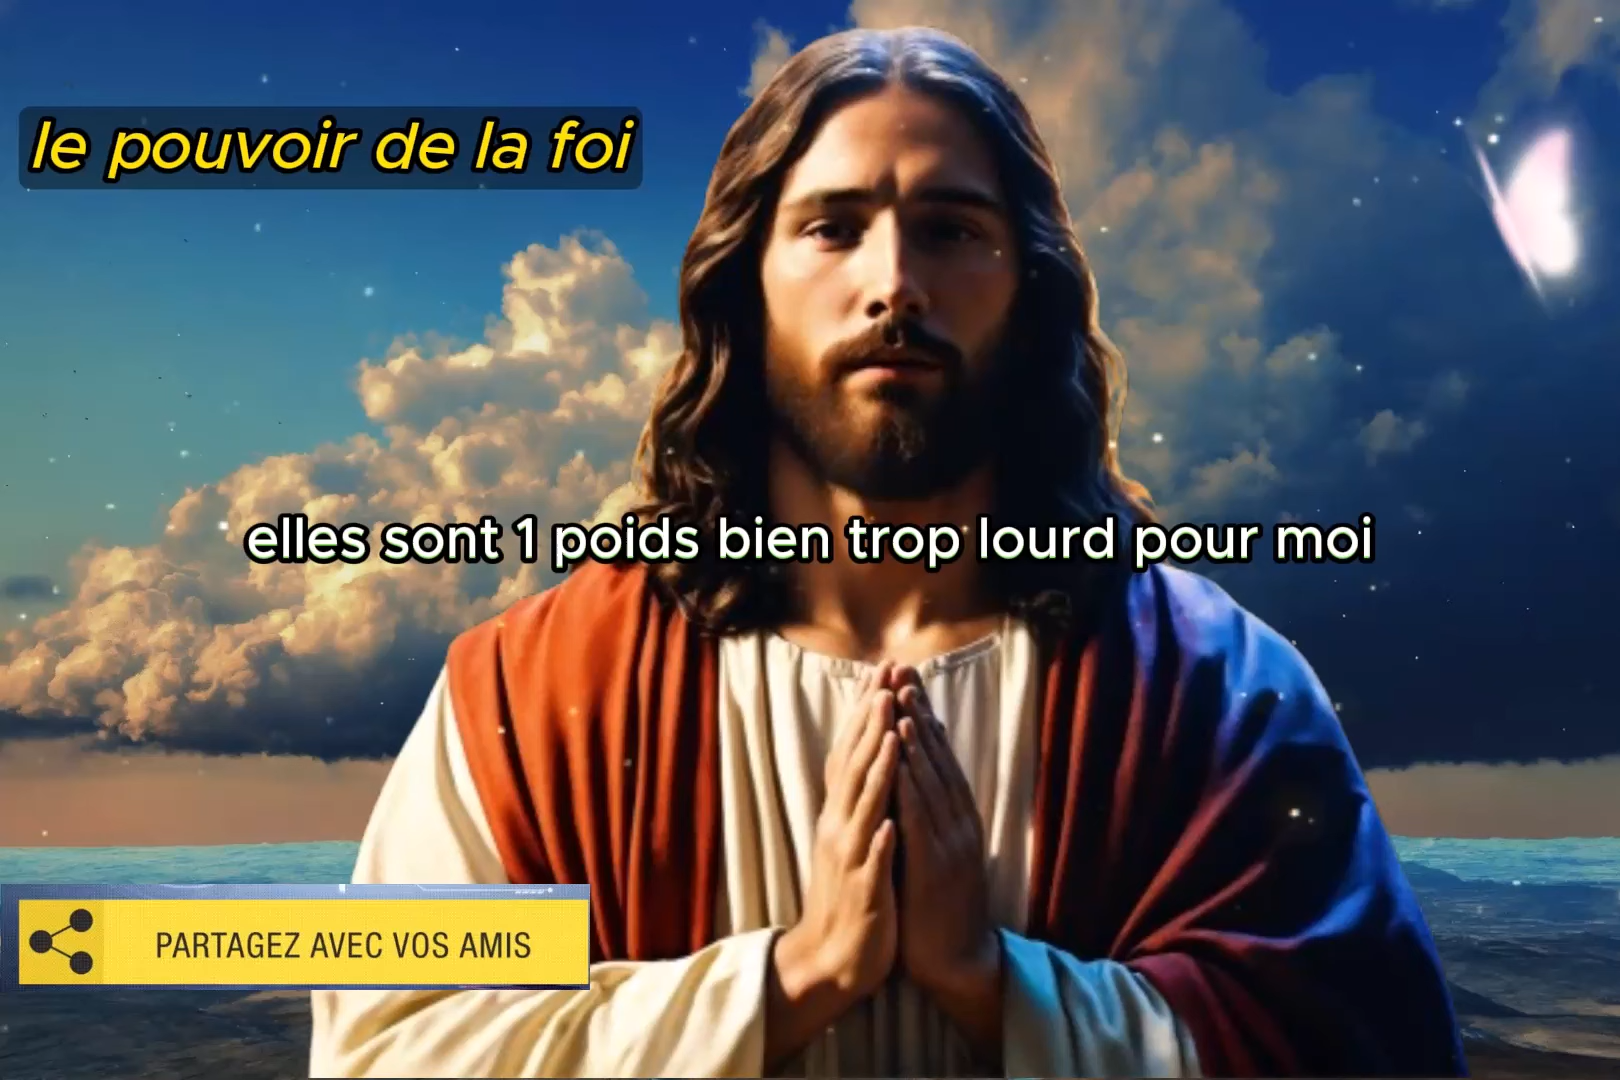 le pouvoir de la foi
elles sont 1 poids bien trop lourd pour moi
PARTAGEZ AVEC VOS AMIS